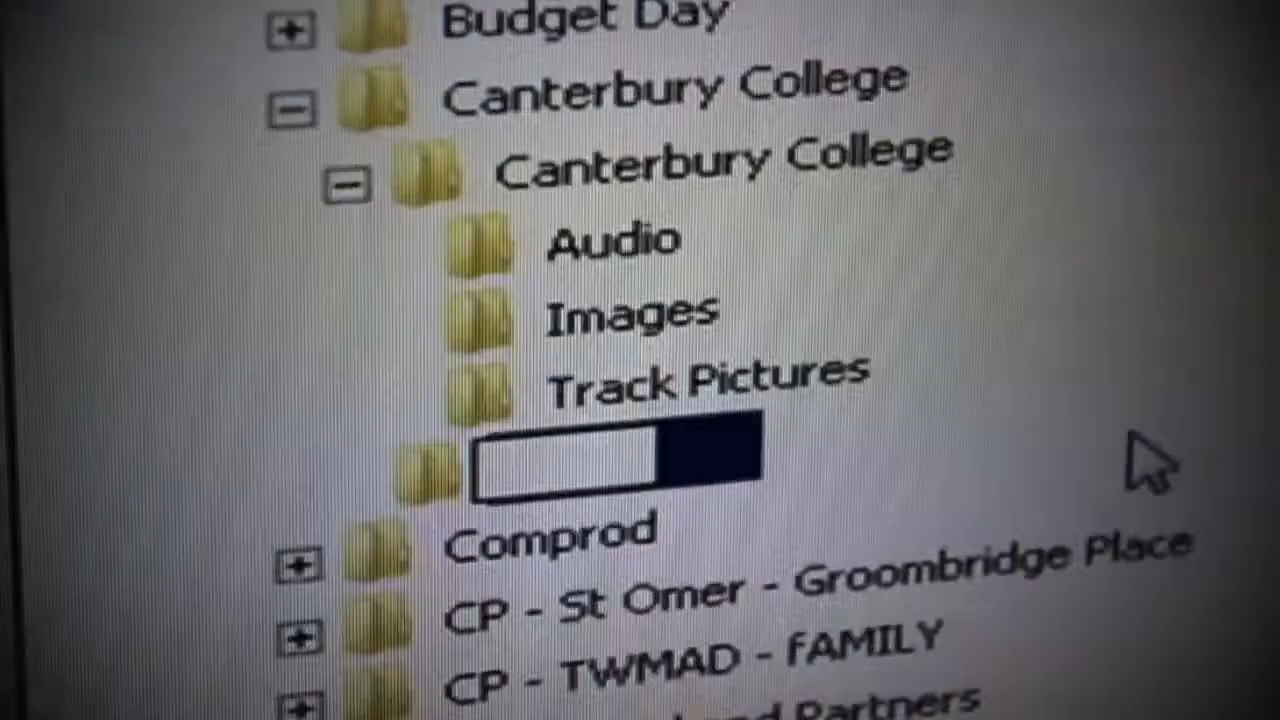 Budget Day
Canterbury College
Canterbury College
Audio
Images
Track Pictures
Comprod
CP - St Omer - Groombridge Place
CP - TWMAD - fAMILY
Partners